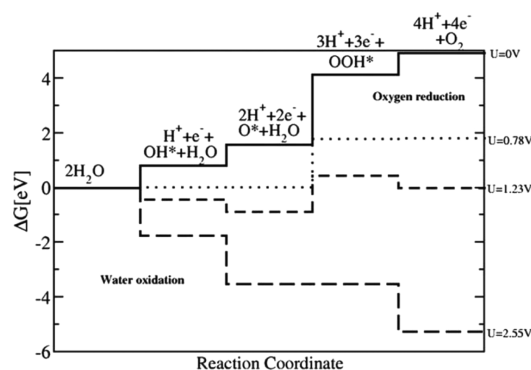 4H⁺+4e⁻
+O₂
3H⁺+3e⁻+
OOH*
U=0V
Oxygen reduction
2H⁺+2e⁻+
O*+H₂O
H⁺+e⁻+
OH*+H₂O
2H₂O
U=0.78V
U=1.23V
Water oxidation
U=2.55V
4
2
0
-2
-4
-6
ΔG[eV]
Reaction Coordinate